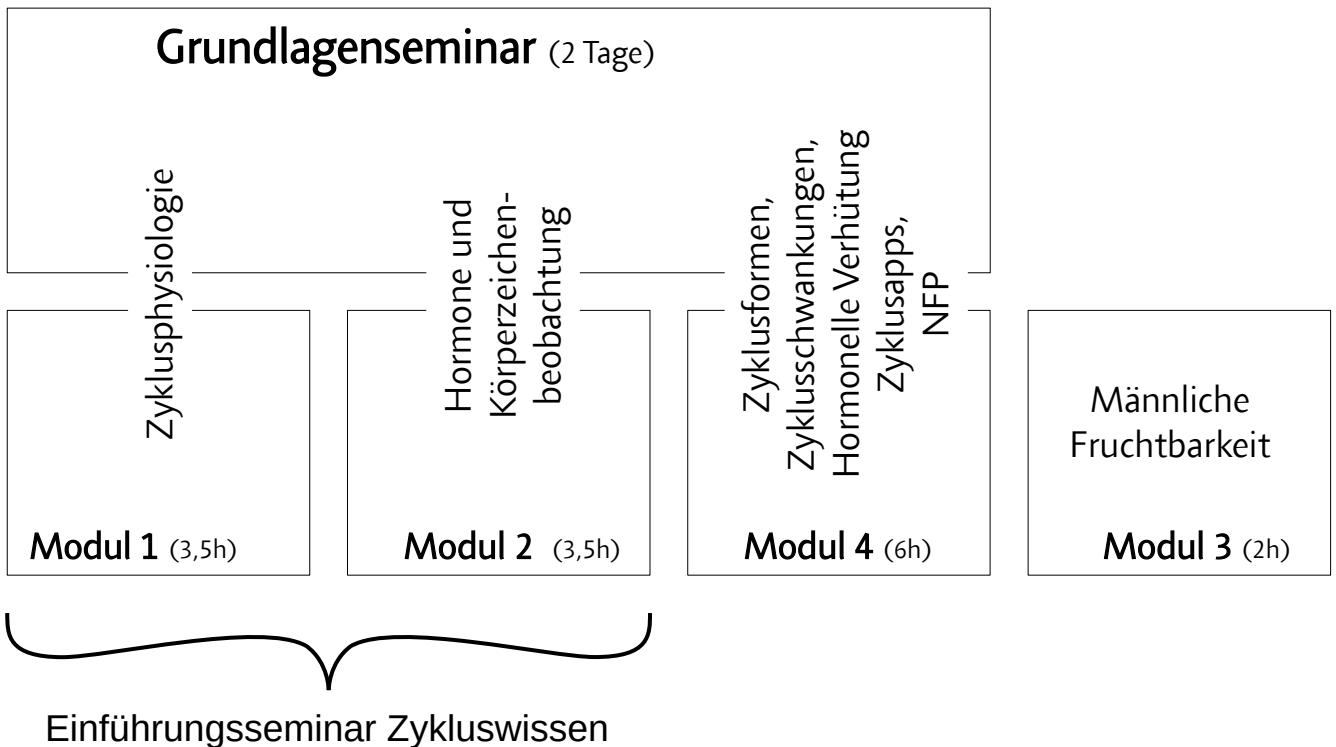 Grundlagenseminar (2 Tage)
Zyklusphysiologie
Hormone und
Körperzeichen-
beobachtung
Zyklusformen,
Zyklusschwankungen,
Hormonelle Verhütung
Zyklusapps,
NFP
Männliche
Fruchtbarkeit
Modul 1 (3,5h)
Modul 2 (3,5h)
Modul 4 (6h)
Modul 3 (2h)
Einführungsseminar Zykluswissen